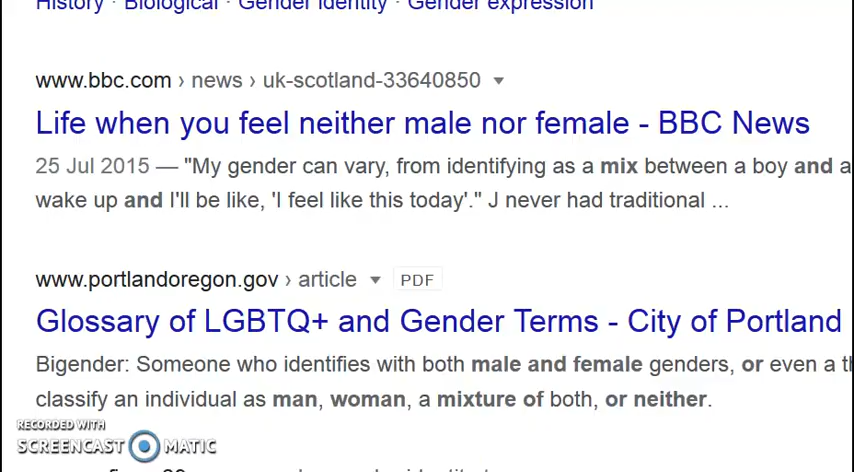 History · Biological · Gender identity · Gender expression
www.bbc.com › news › uk-scotland-33640850
Life when you feel neither male nor female - BBC News
25 Jul 2015 — "My gender can vary, from identifying as a mix between a boy and a
wake up and I'll be like, 'I feel like this today'." J never had traditional ...
www.portlandoregon.gov › article PDF
Glossary of LGBTQ+ and Gender Terms - City of Portland
Bigender: Someone who identifies with both male and female genders, or even a
classify an individual as man, woman, a mixture of both, or neither.
RECORDED WITH
SCREENCAST MATIC